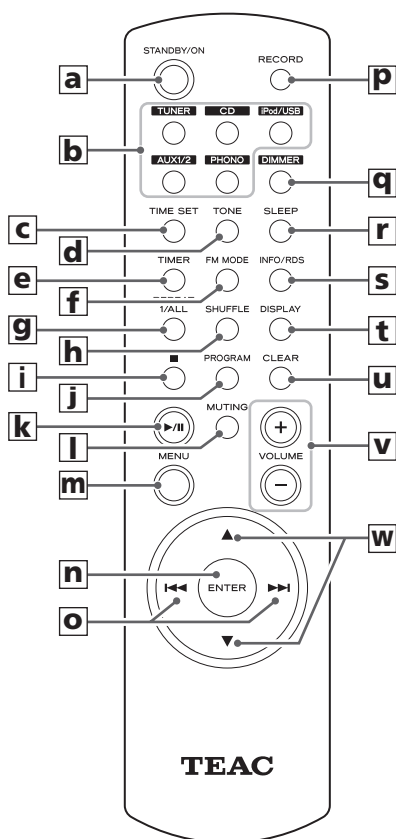 STANDBY/ON
RECORD
a
p
TUNER CD iPod/USB
b
AUX1/2 PHONO DIMMER
q
TIME SET TONE SLEEP
c
d
r
TIMER FM MODE INFO/RDS
e
f
s
1/ALL SHUFFLE DISPLAY
g
h
t
PROGRAM CLEAR
i
j
u
MUTING
k
l
+
VOLUME
v
MENU
m
−
w
n
ENTER
o
TEAC